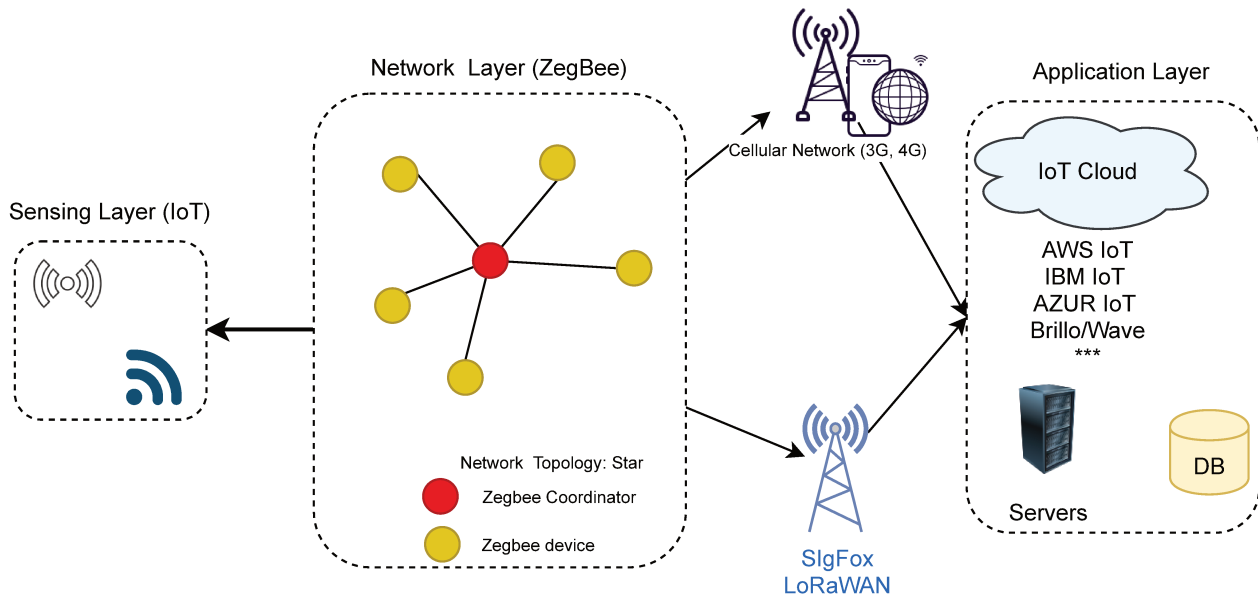 Sensing Layer (IoT)
Network Layer (ZegBee)
Network Topology: Star
Zegbee Coordinator
Zegbee device
Cellular Network (3G, 4G)
SIgFox
LoRaWAN
Application Layer
IoT Cloud
AWS IoT
IBM IoT
AZUR IoT
Brillo/Wave
***
Servers
DB